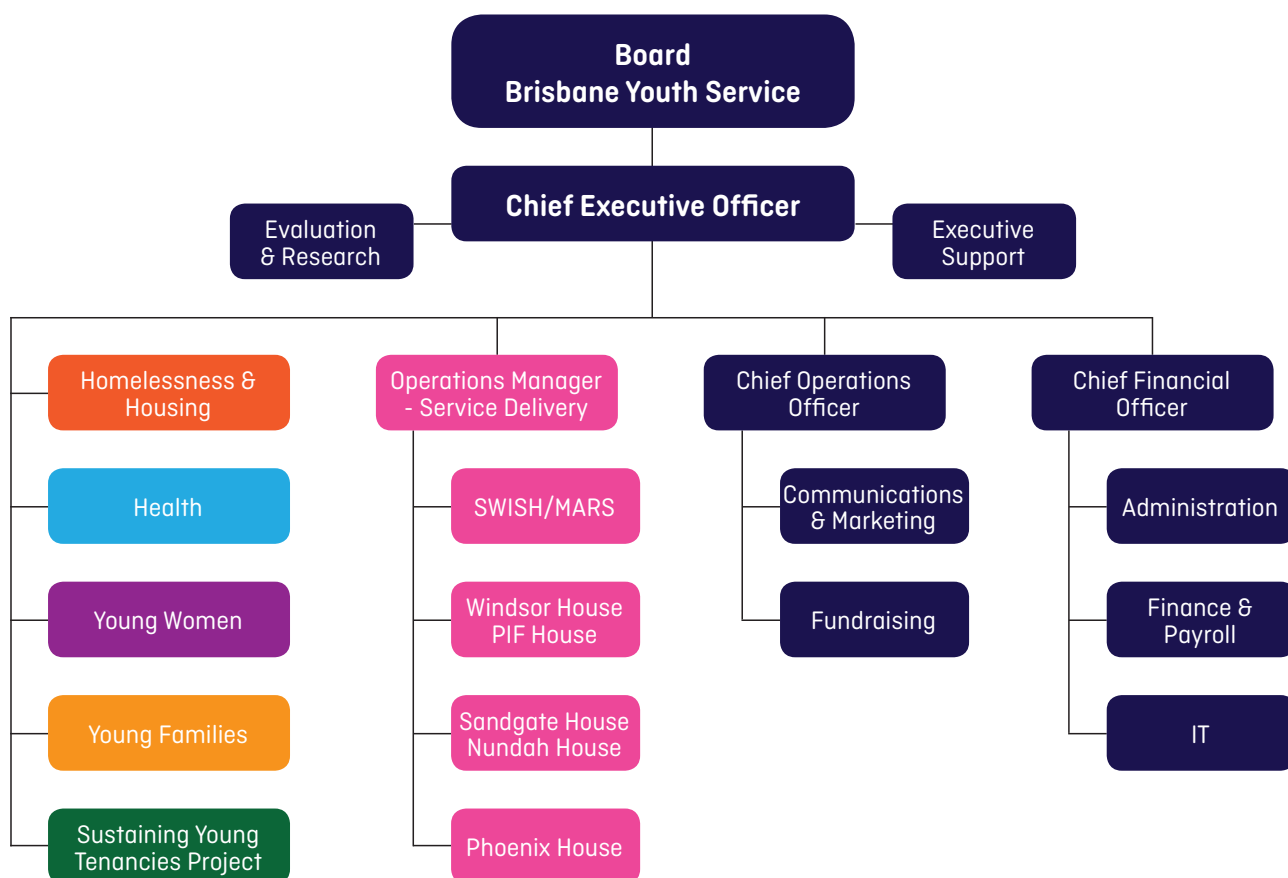 Board
Brisbane Youth Service
Chief Executive Officer
Evaluation
& Research
Executive
Support
Homelessness &
Housing
Health
Young Women
Young Families
Sustaining Young
Tenancies Project
Operations Manager
- Service Delivery
SWISH/MARS
Windsor House
PIF House
Sandgate House
Nundah House
Phoenix House
Chief Operations
Officer
Communications
& Marketing
Fundraising
Chief Financial
Officer
Administration
Finance &
Payroll
IT